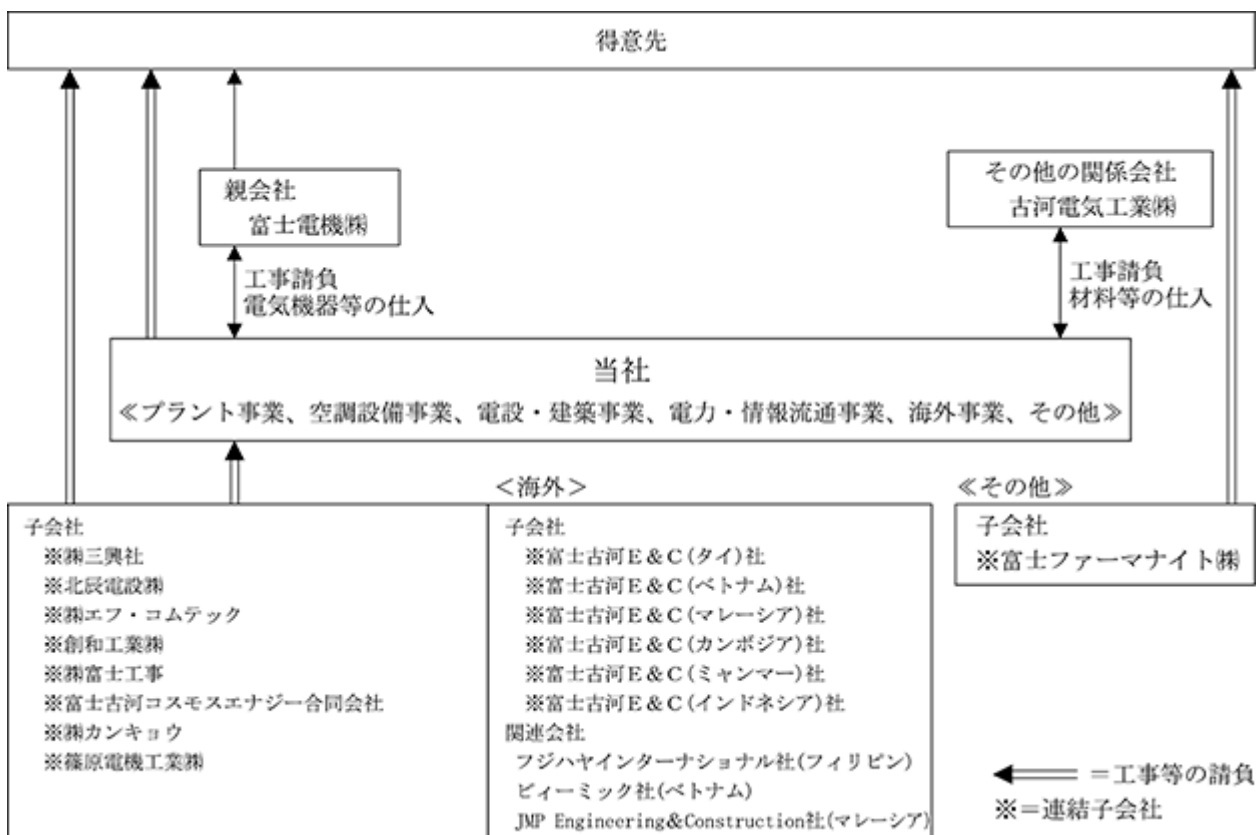 得意先
親会社
富士電機㈱
その他の関係会社
古河電気工業㈱
工事請負
電気機器等の仕入
工事請負
材料等の仕入
当社
≪プラント事業、空調設備事業、電設・建築事業、電力・情報流通事業、海外事業、その他≫
子会社
※㈱三興社
※北辰電設㈱
※㈱エフ・コムテック
※創和工業㈱
※㈱富士工事
※富士古河コスモスエナジー合同会社
※㈱カンキョウ
※篠原電機工業㈱
＜海外＞
子会社
※富士古河E＆C(タイ)社
※富士古河E＆C(ベトナム)社
※富士古河E＆C(マレーシア)社
※富士古河E＆C(カンボジア)社
※富士古河E＆C(ミャンマー)社
※富士古河E＆C(インドネシア)社
関連会社
フジハヤインターナショナル社(フィリピン)
ビィーミック社(ベトナム)
JMP Engineering&Construction社(マレーシア)
≪その他≫
子会社
※富士ファーマナイト㈱
＝工事等の請負
※＝連結子会社